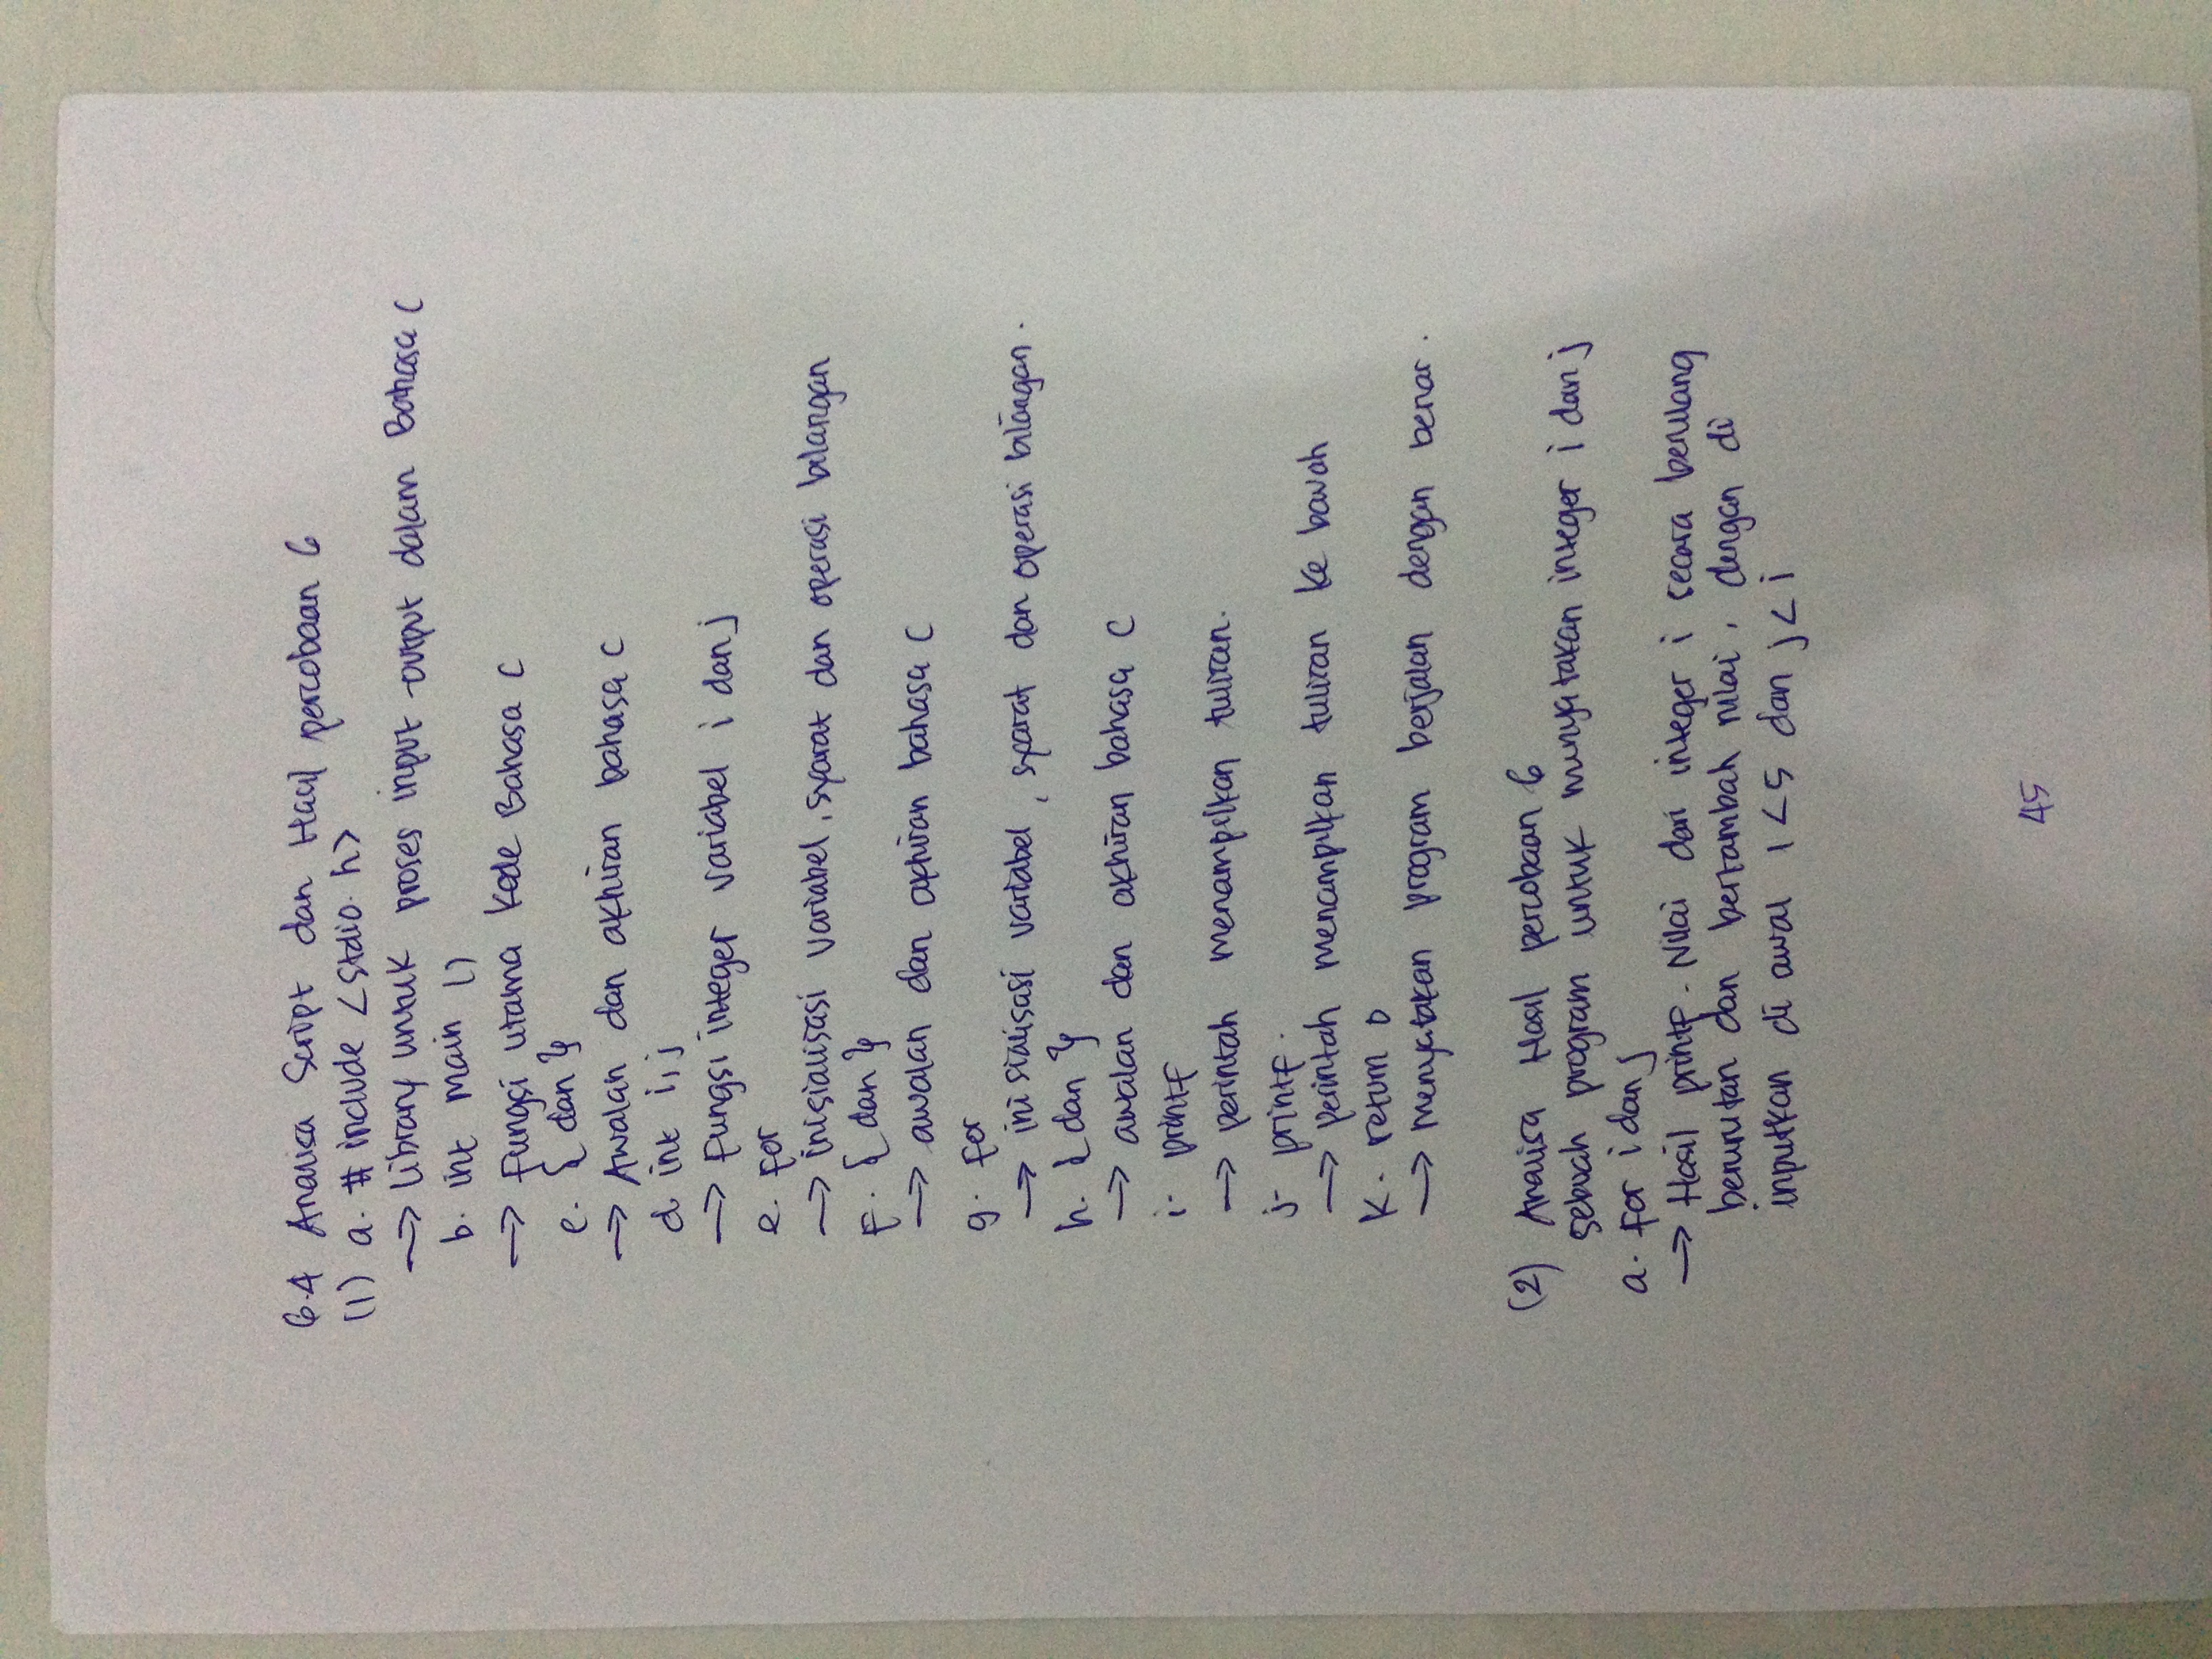 6.4 Analisa Script dan Hasil percobaan 6
(1) a. # include <stdio.h>
→ library untuk proses input-output dalam Bahasa C
b. int main ()
→ fungsi utama kode Bahasa C
c. { dan }
→ Awalan dan akhiran bahasa C
d. int i, j
→ fungsi integer variabel i dan j
e. for
→ inisialisasi variabel, syarat dan operasi bilangan
f. { dan }
→ awalan dan akhiran bahasa C
g. for
→ inisialisasi variabel, syarat dan operasi bilangan.
h. { dan }
→ awalan dan akhiran bahasa C
i- printf
→ perintah menampilkan tulisan.
j- printf.
→ perintah menampilkan tulisan ke bawah
k. return 0
→ menyatakan program berjalan dengan benar.
(2) Analisa Hasil percobaan 6
sebuah program untuk menyatakan integer i dan j
a. for i dan j
→ Hasil printf. Nilai dari integer i secara berulang
berurutan dan bertambah nilai, dengan di
inputkan di awal i < 5 dan j < i
45